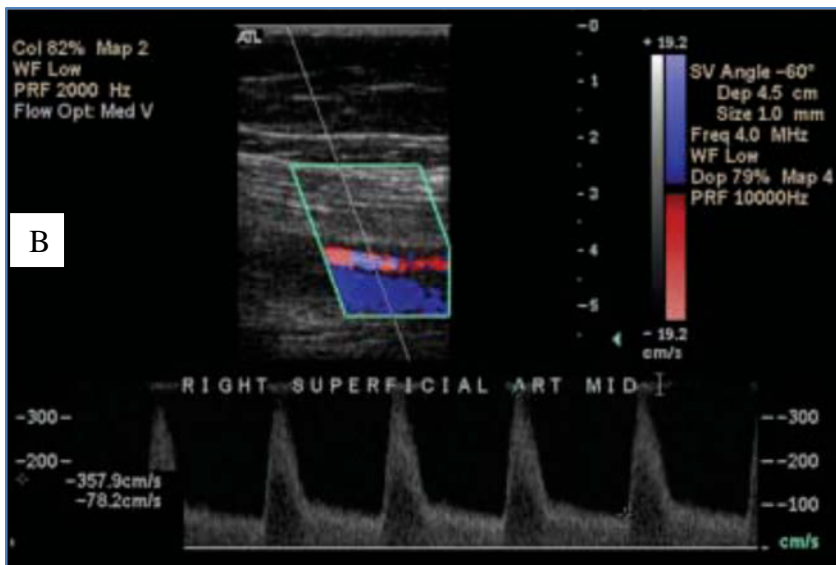 Col 82% Map 2
WF Low
PRF 2000 Hz
Flow Opt: Med V
ATL
B
-0
-1
-2
-3
-4
-5
+ 19.2
- 19.2
cm/s
SV Angle -60°
Dep 4.5 cm
Size 1.0 mm
Freq 4.0 MHz
WF Low
Dop 79% Map 4
PRF 10000Hz
RIGHT SUPERFICIAL ART MID
-300-
-200-
-357.9cm/s
-78.2cm/s
--300
--200
-100
cm/s